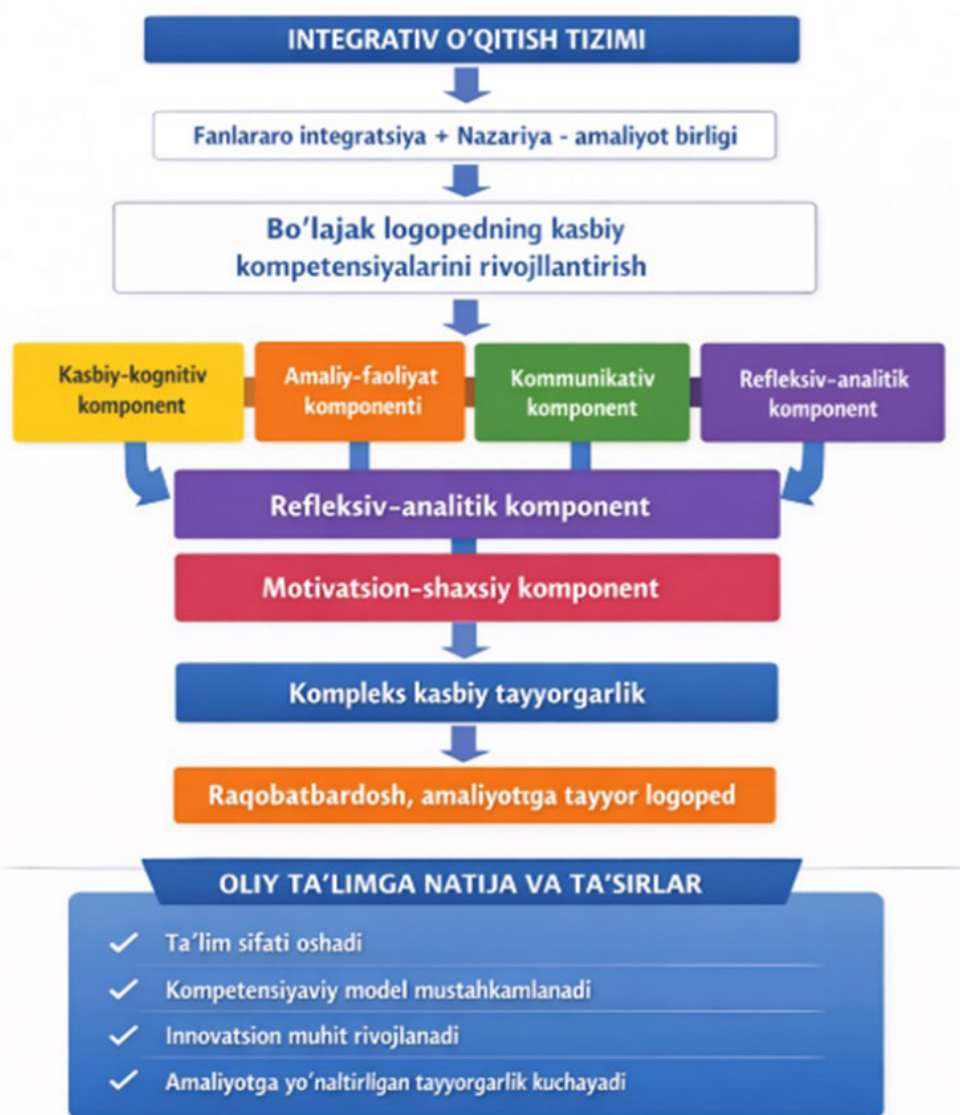 INTEGRATIV O'QITISH TIZIMI
Fanlararo integratsiya + Nazariya - amaliyot birligi
Bo'lajak logopedning kasbiy
kompetensiyalarini rivojllantirish
Kasbiy-kognitiv
komponent
Amaliy-faoliyat
komponenti
Kommunikativ
komponent
Refleksiv-analitik
komponent
Refleksiv-analitik komponent
Motivatsion-shaxsiy komponent
Kompleks kasbiy tayyorgarlik
Raqobatbardosh, amaliyottga tayyor logoped
OLIY TA'LIMGA NATIJA VA TA'SIRLAR
Ta'lim sifati oshadi
Kompetensiyaviy model mustahkamlanadi
Innovatsion muhit rivojlanadi
Amaliyotga yo'naltirligan tayyorgarlik kuchayadi